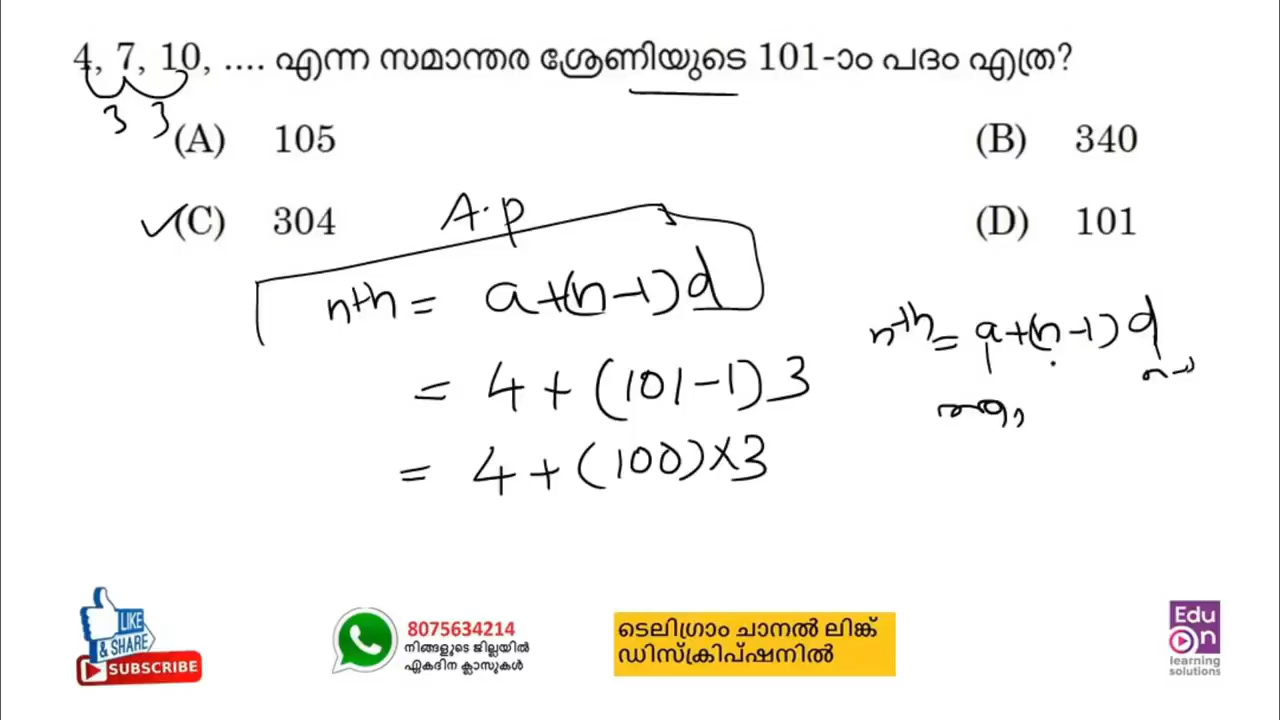 4, 7, 10, .... എന്ന സമാന്തര ശ്രേണിയുടെ 101-ാം പദം എത്ര?
3 3
(A) 105
(B) 340
✓(C) 304
(D) 101
A.P
nth = a+(n-1)d
= 4+(101-1)3
= 4+(100)×3
nth = a+(n-1)d
LIKE
& SHARE
SUBSCRIBE
8075634214
നിങ്ങളുടെ ജില്ലയിൽ
ഏകദിന ക്ലാസുകൾ
ടെലിഗ്രാം ചാനൽ ലിങ്ക്
ഡിസ്ക്രിപ്ഷനിൽ
Edu
On
learning
solutions